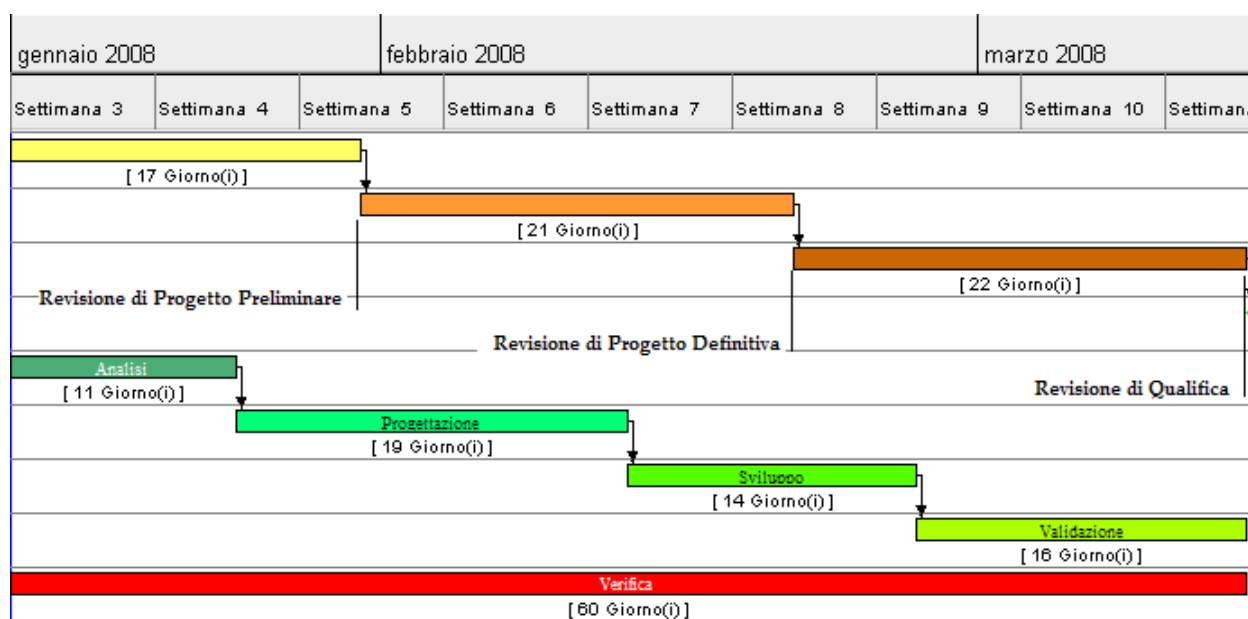 gennaio 2008 febbraio 2008 marzo 2008
Settimana 3 Settimana 4 Settimana 5 Settimana 6 Settimana 7 Settimana 8 Settimana 9 Settimana 10 Settiman
[ 17 Giorno(i) ]
[ 21 Giorno(i) ]
[ 22 Giorno(i) ]
Revisione di Progetto Preliminare
Revisione di Progetto Definitiva
Analisi
[ 11 Giorno(i) ]
Revisione di Qualifica
Progettazione
[ 19 Giorno(i) ]
Sviluppo
[ 14 Giorno(i) ]
Validazione
[ 16 Giorno(i) ]
Verifica
[ 60 Giorno(i) ]